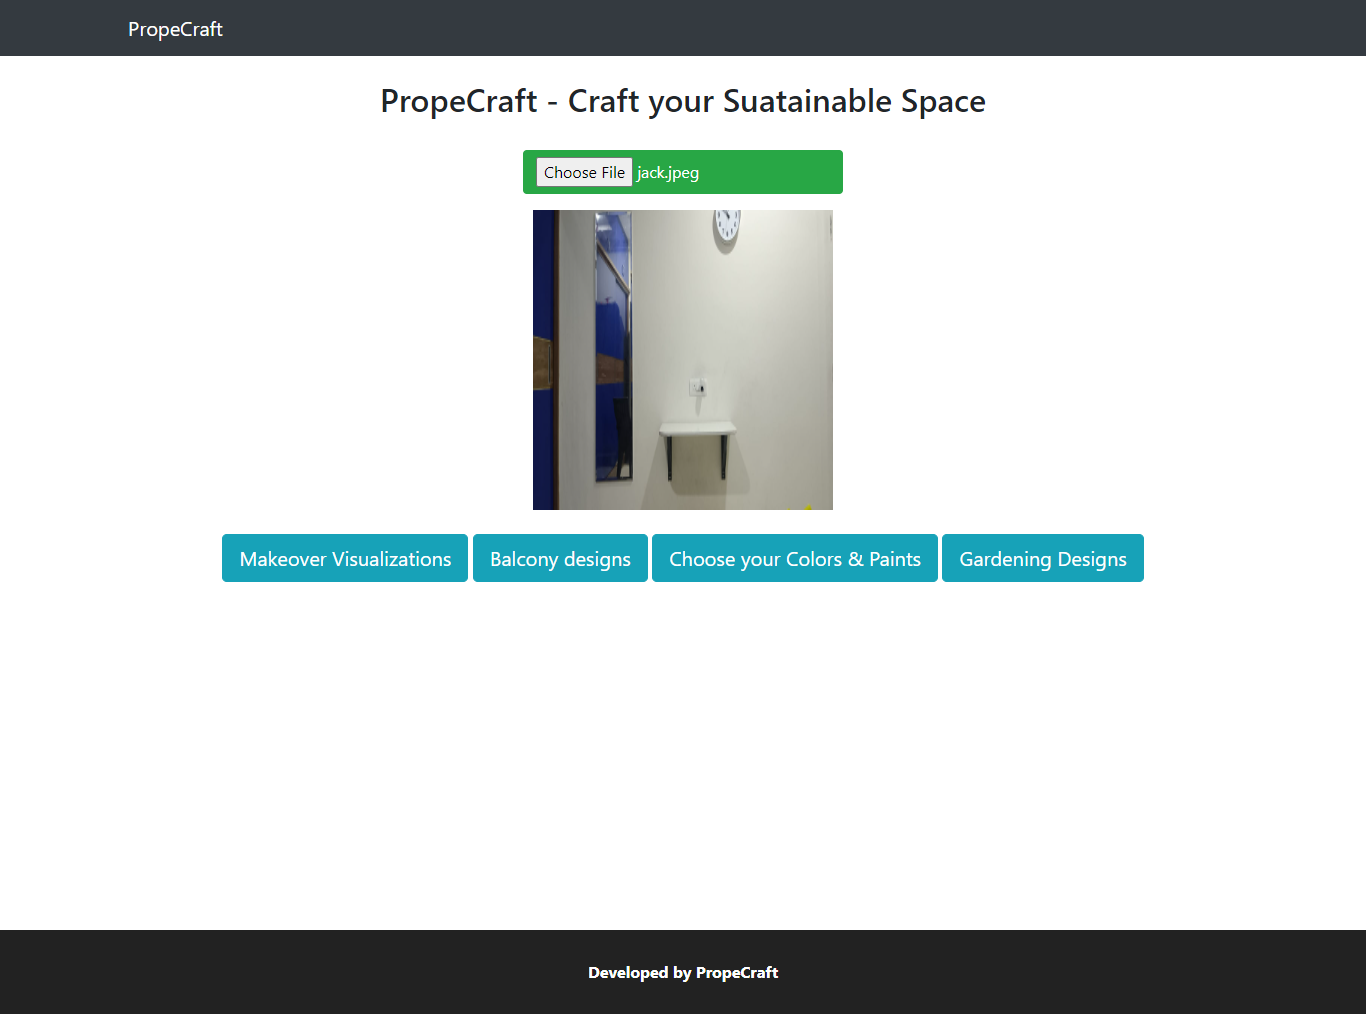 PropeCraft
PropeCraft - Craft your Suatainable Space
Choose File jack.jpeg
Makeover Visualizations Balcony designs Choose your Colors & Paints Gardening Designs
Developed by PropeCraft